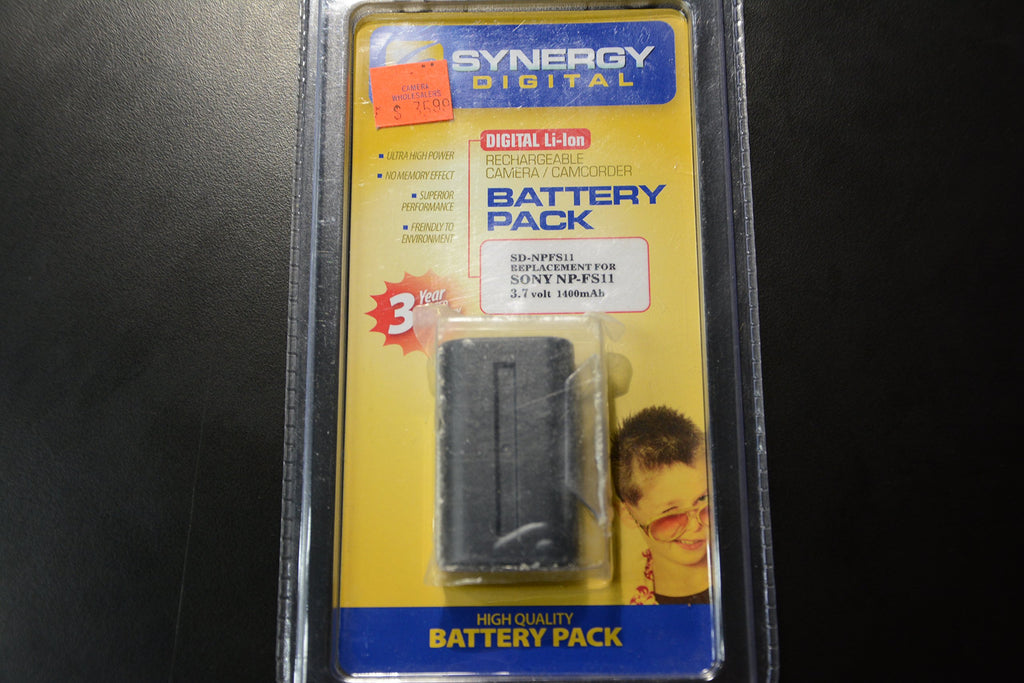 SYNERGY
DIGITAL
CAMERA
WHOLESALERS
$ 3599
DIGITAL Li-Ion
RECHARGEABLE
CAMERA / CAMCORDER
BATTERY
PACK
ULTRA HIGH POWER
NO MEMORY EFFECT
SUPERIOR
PERFORMANCE
FREINDLY TO
ENVIRONMENT
SD-NPFS11
REPLACEMENT FOR
SONY NP-FS11
3.7 volt 1400mAh
3 Year
HIGH QUALITY
BATTERY PACK